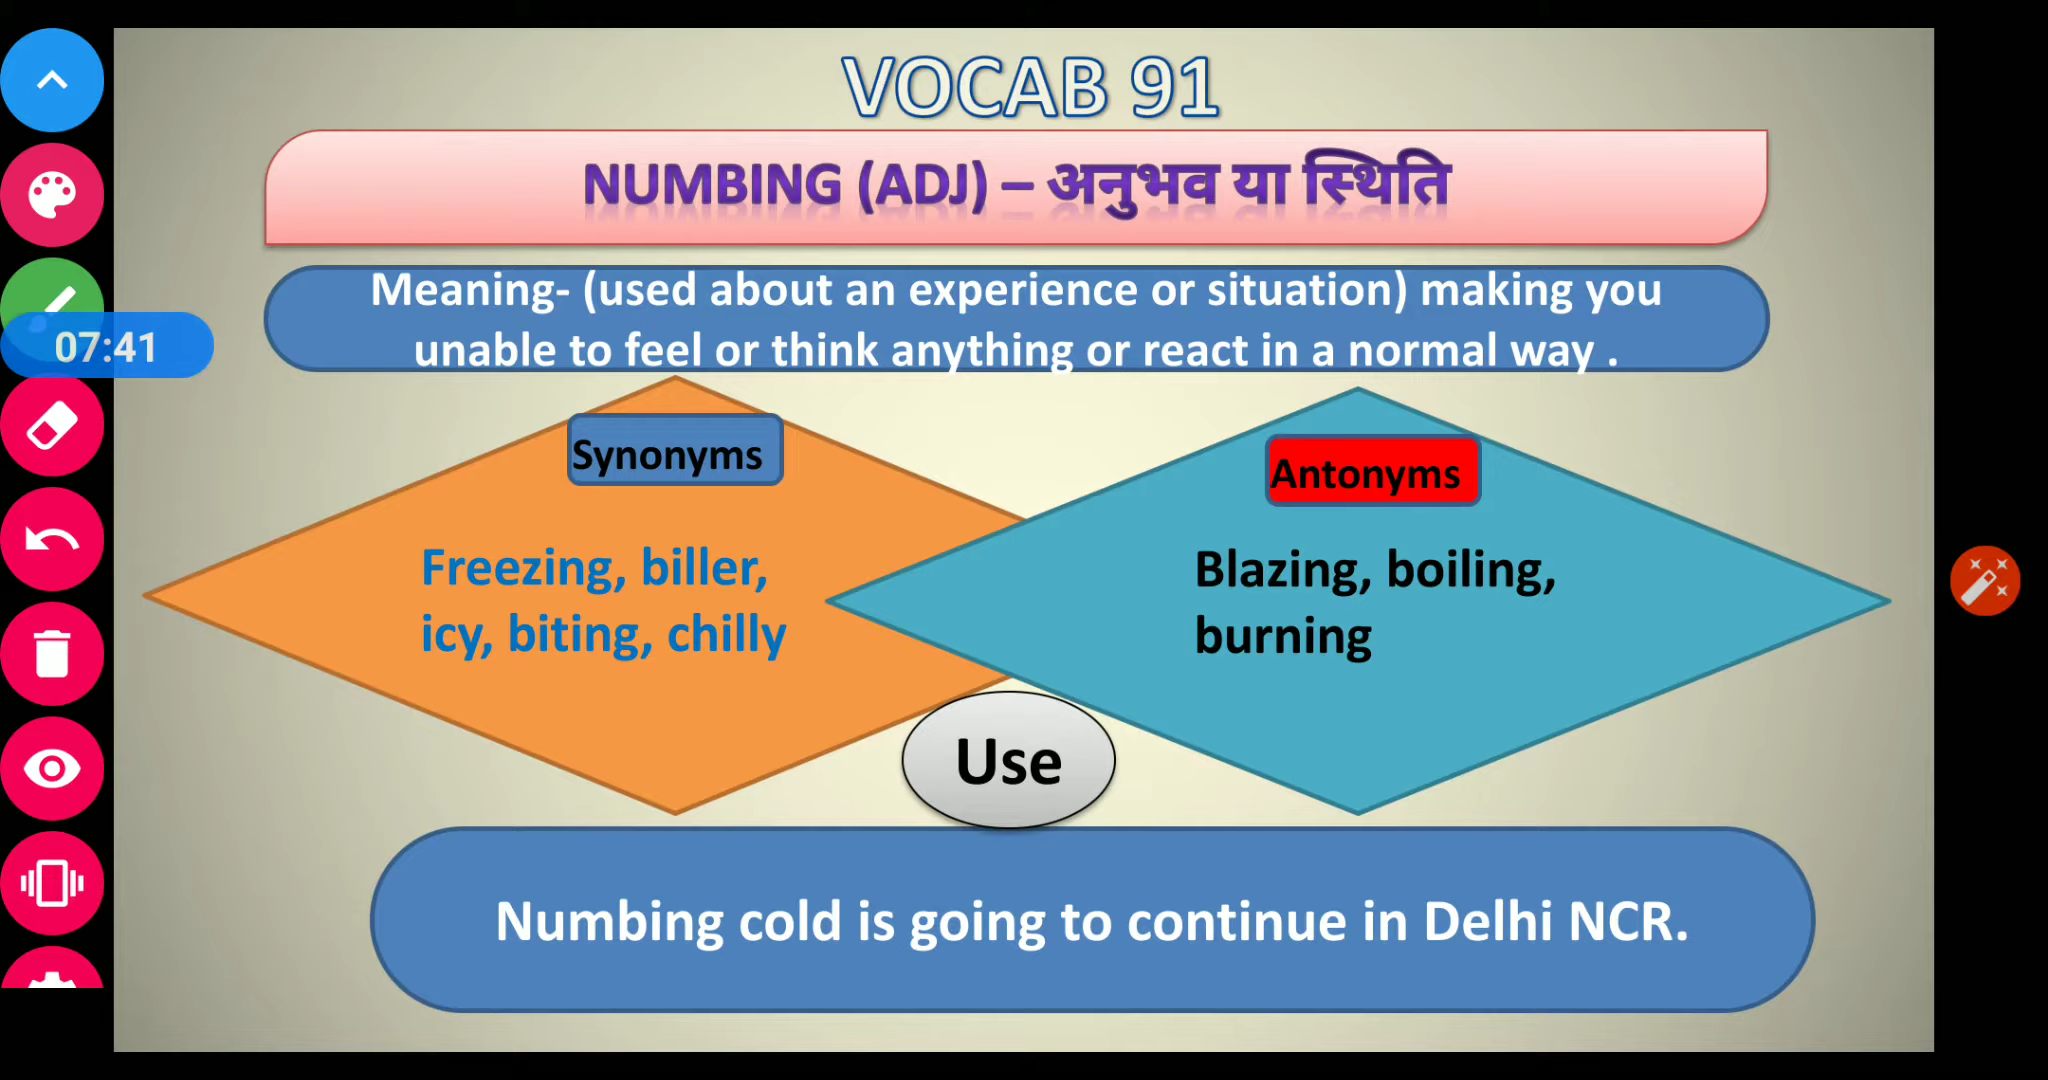 VOCAB 91
NUMBING (ADJ) – अनुभव या स्थिति
Meaning- (used about an experience or situation) making you
unable to feel or think anything or react in a normal way .
07:41
Synonyms
Freezing, biller,
icy, biting, chilly
Antonyms
Blazing, boiling,
burning
Use
Numbing cold is going to continue in Delhi NCR.